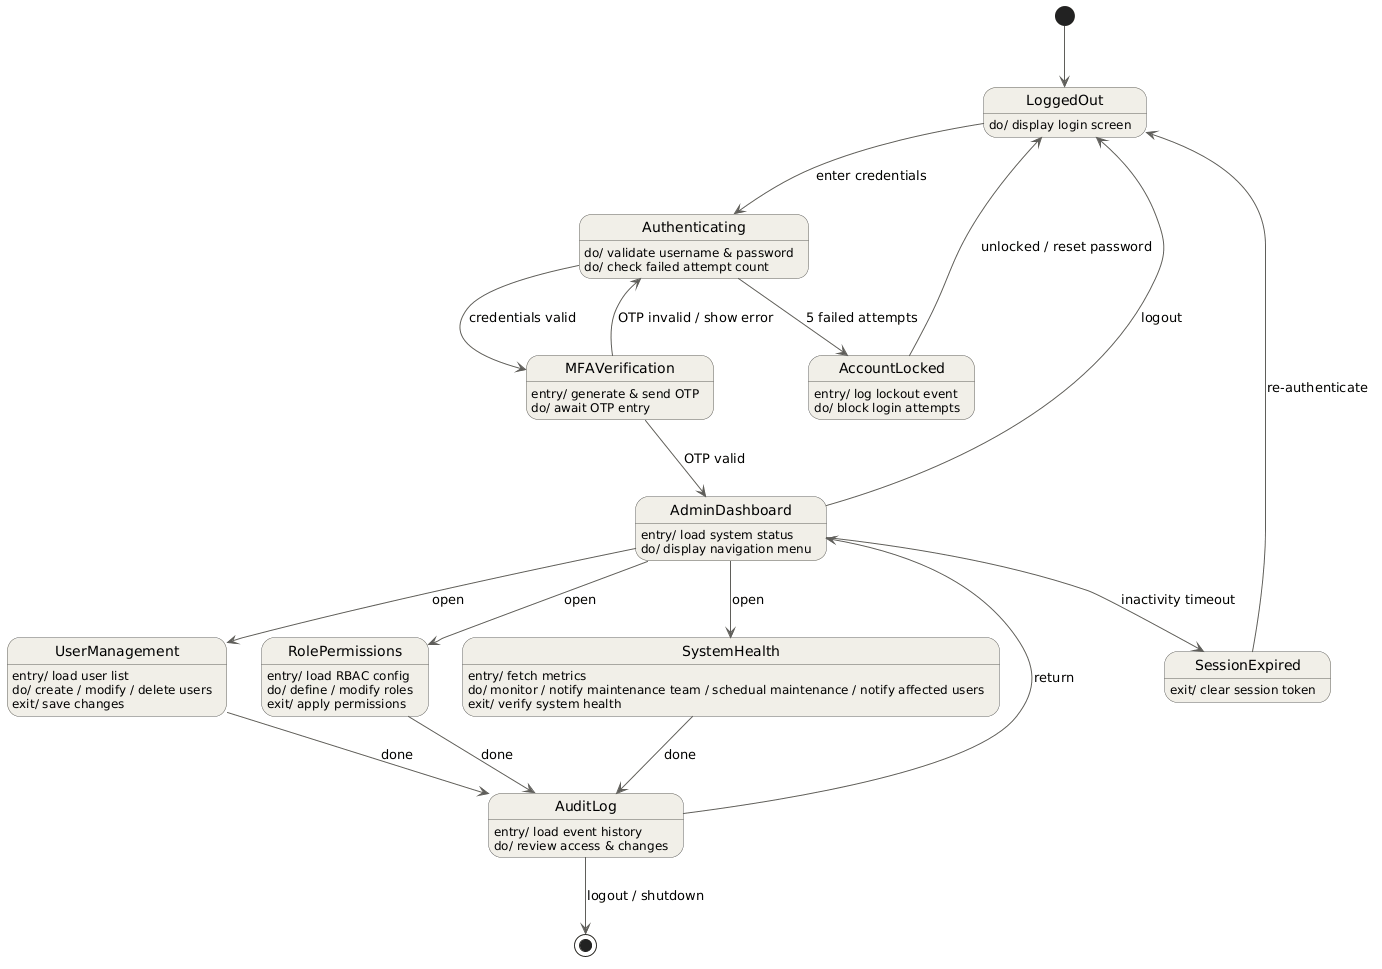 LoggedOut
do/ display login screen
enter credentials
Authenticating
do/ validate username & password
do/ check failed attempt count
unlocked / reset password
credentials valid
OTP invalid / show error
5 failed attempts
logout
MFAVerification
entry/ generate & send OTP
do/ await OTP entry
AccountLocked
entry/ log lockout event
do/ block login attempts
re-authenticate
OTP valid
AdminDashboard
entry/ load system status
do/ display navigation menu
open
open
open
inactivity timeout
UserManagement
entry/ load user list
do/ create / modify / delete users
exit/ save changes
RolePermissions
entry/ load RBAC config
do/ define / modify roles
exit/ apply permissions
SystemHealth
entry/ fetch metrics
do/ monitor / notify maintenance team / schedual maintenance / notify affected users
exit/ verify system health
return
SessionExpired
exit/ clear session token
done
done
done
AuditLog
entry/ load event history
do/ review access & changes
logout / shutdown